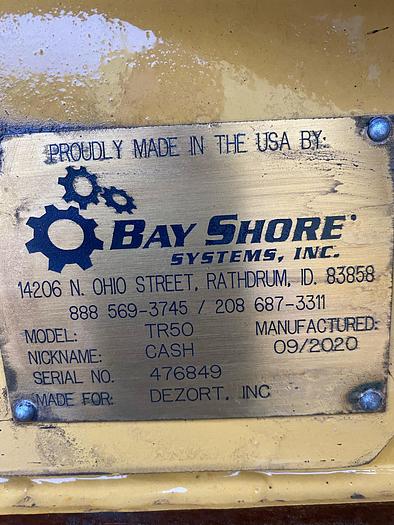 PROUDLY MADE IN THE USA BY:
BAY SHORE
SYSTEMS, INC.
14206 N. OHIO STREET, RATHDRUM, ID. 83858
888 569-3745 / 208 687-3311
MODEL: TR50 MANUFACTURED:
NICKNAME: CASH 09/2020
SERIAL NO. 476849
MADE FOR: DEZORT, INC